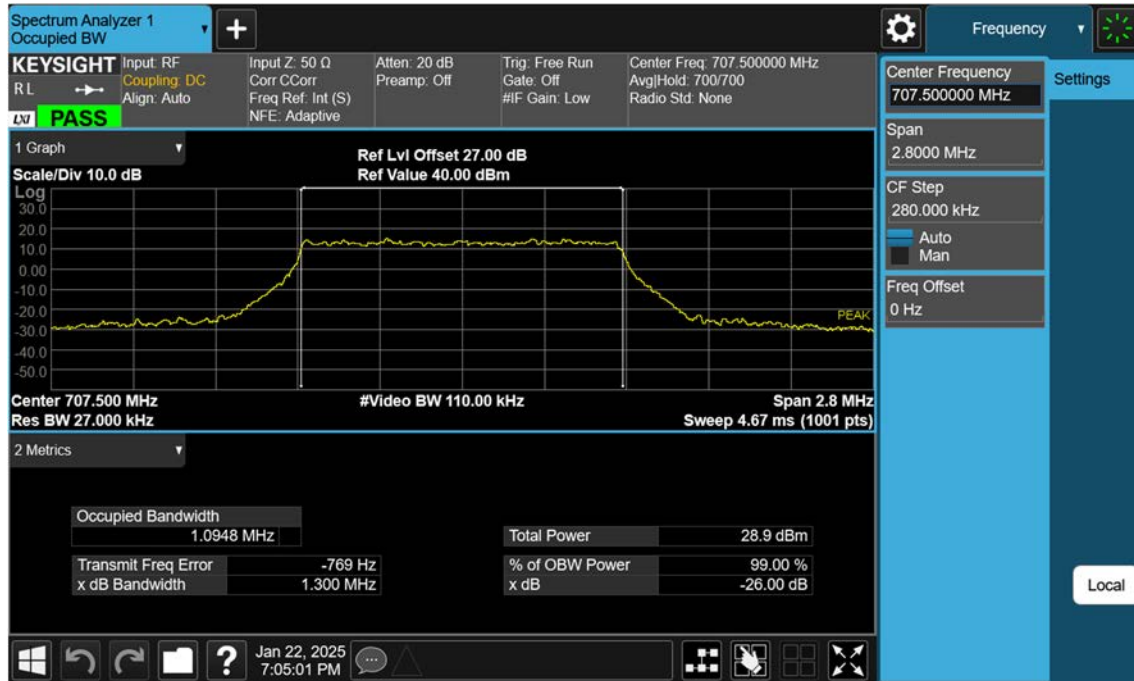 Spectrum Analyzer 1
Occupied BW
Frequency
KEYSIGHT
RL
LXI PASS
Input: RF
Coupling: DC
Align: Auto
Input Z: 50 Ω
Corr CCorr
Freq Ref: Int (S)
NFE: Adaptive
Atten: 20 dB
Preamp: Off
Trig: Free Run
Gate: Off
#IF Gain: Low
Center Freq: 707.500000 MHz
Avg|Hold: 700/700
Radio Std: None
1 Graph
Scale/Div 10.0 dB
Ref Lvl Offset 27.00 dB
Ref Value 40.00 dBm
Log
30.0
20.0
10.0
0.00
-10.0
-20.0
-30.0
-40.0
-50.0
PEAK
Center 707.500 MHz
#Video BW 110.00 kHz
Span 2.8 MHz
Res BW 27.000 kHz
Sweep 4.67 ms (1001 pts)
2 Metrics
Occupied Bandwidth
1.0948 MHz
Total Power 28.9 dBm
Transmit Freq Error -769 Hz
% of OBW Power 99.00 %
x dB Bandwidth 1.300 MHz
x dB -26.00 dB
Center Frequency
707.500000 MHz
Settings
Span
2.8000 MHz
CF Step
280.000 kHz
Auto
Man
Freq Offset
0 Hz
Local
?
Jan 22, 2025
7:05:01 PM